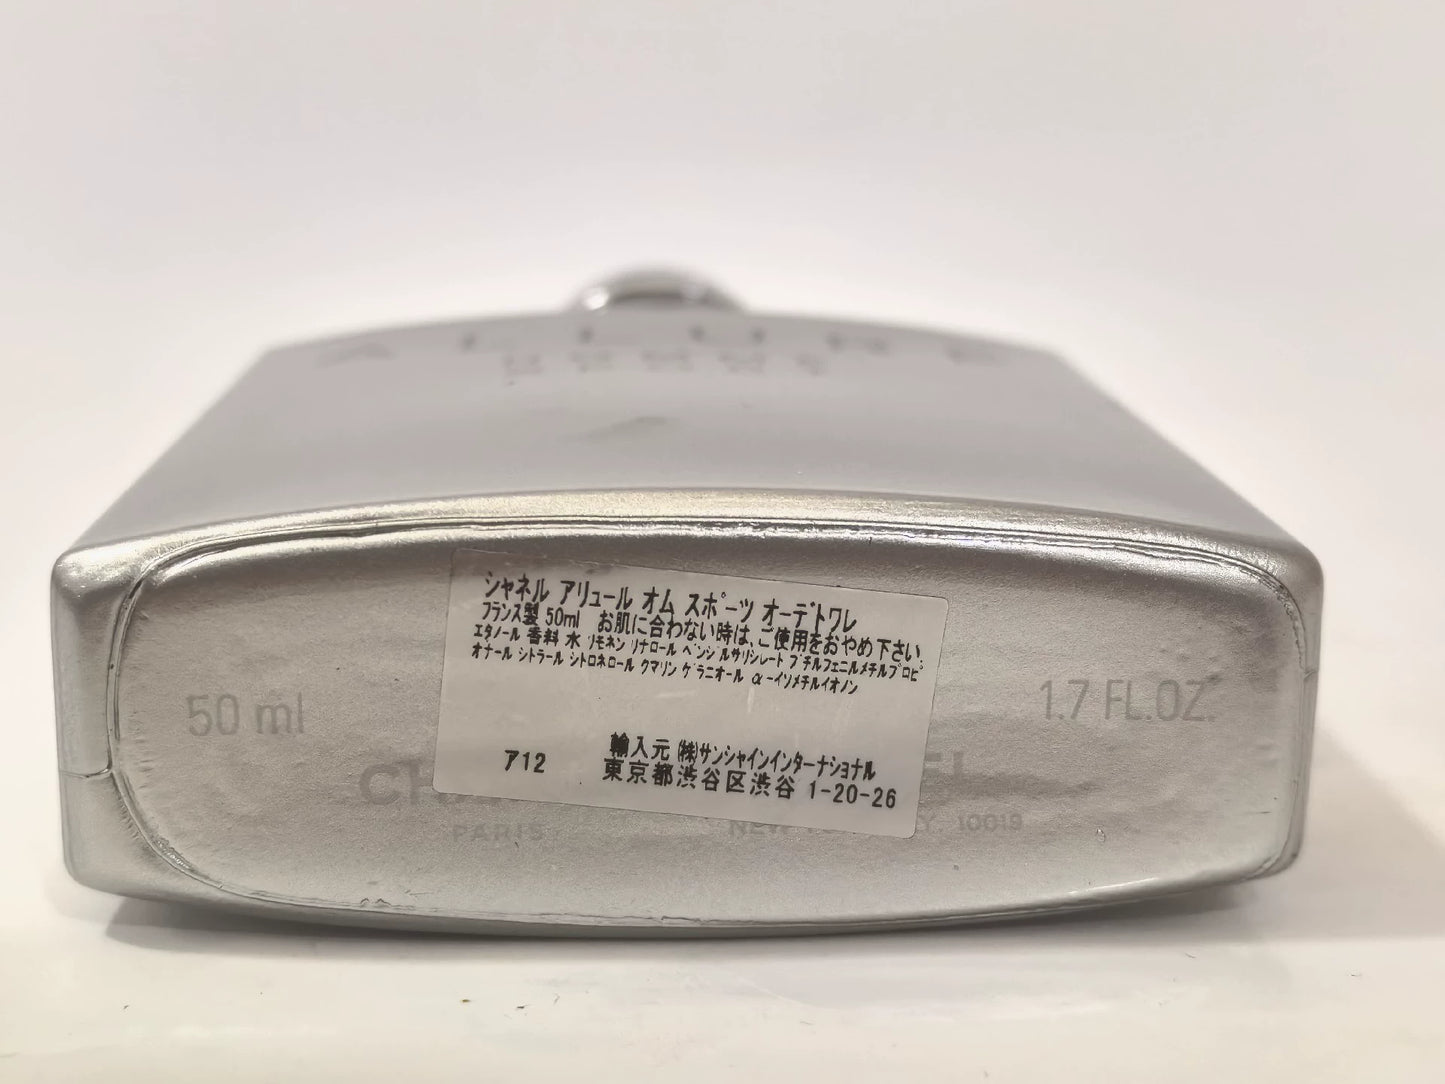 ALLURE
HOMME
SPORT
シャネル アリュール オム スポーツ オーデトワレ
フランス製 50ml お肌に合わない時は、ご使用をおやめ下さい
エタノール 香料 水 リモネン リナロール ベンジルサリシレート ブチルフェニルメチルプロピ
オナール シトラール シトロネロール クマリン ゲラニオール α-イソメチルイオノン
50 ml
1.7 FL.OZ.
ア12
輸入元 ㈱サンシャインインターナショナル
東京都渋谷区渋谷 1-20-26
PARIS
10019